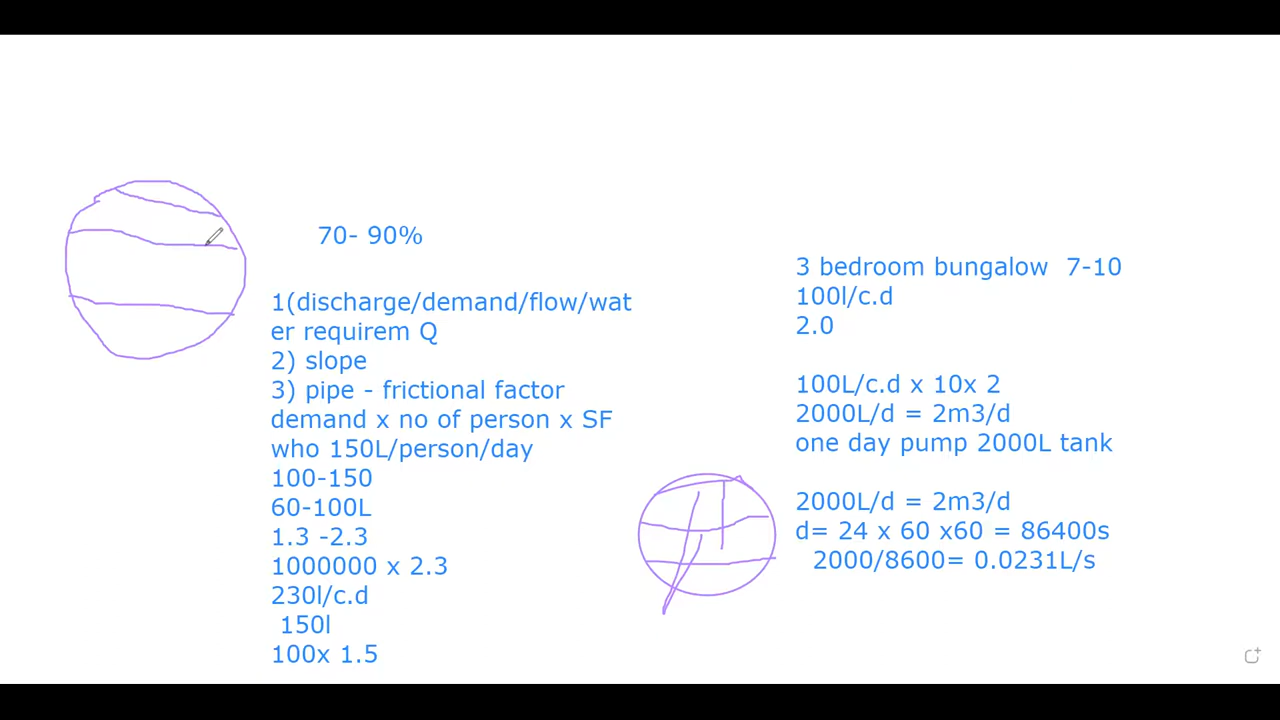 70- 90%
1(discharge/demand/flow/wat
er requirem Q
2) slope
3) pipe - frictional factor
demand x no of person x SF
who 150L/person/day
100-150
60-100L
1.3 -2.3
1000000 x 2.3
230l/c.d
150l
100x 1.5
3 bedroom bungalow  7-10
100l/c.d
2.0
100L/c.d x 10x 2
2000L/d = 2m3/d
one day pump 2000L tank
2000L/d = 2m3/d
d= 24 x 60 x60 = 86400s
2000/8600= 0.0231L/s